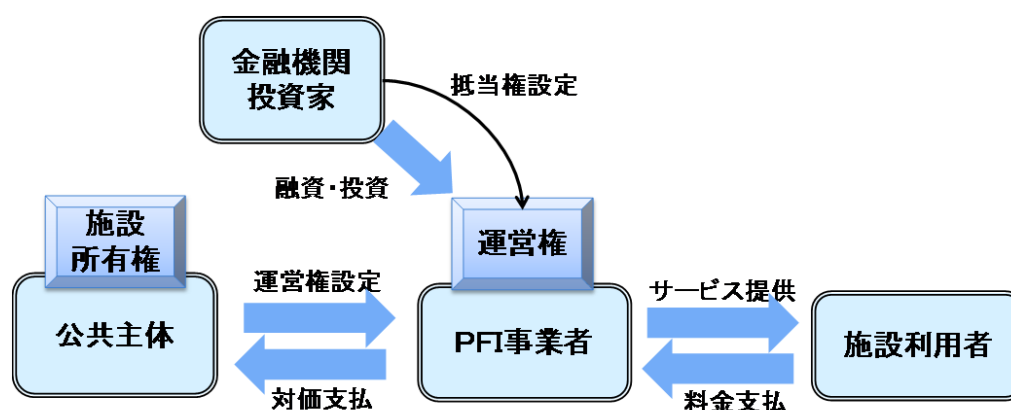 金融機関
投資家
抵当権設定
融資・投資
施設
所有権
運営権
運営権設定
サービス提供
公共主体
PFI事業者
施設利用者
対価支払
料金支払